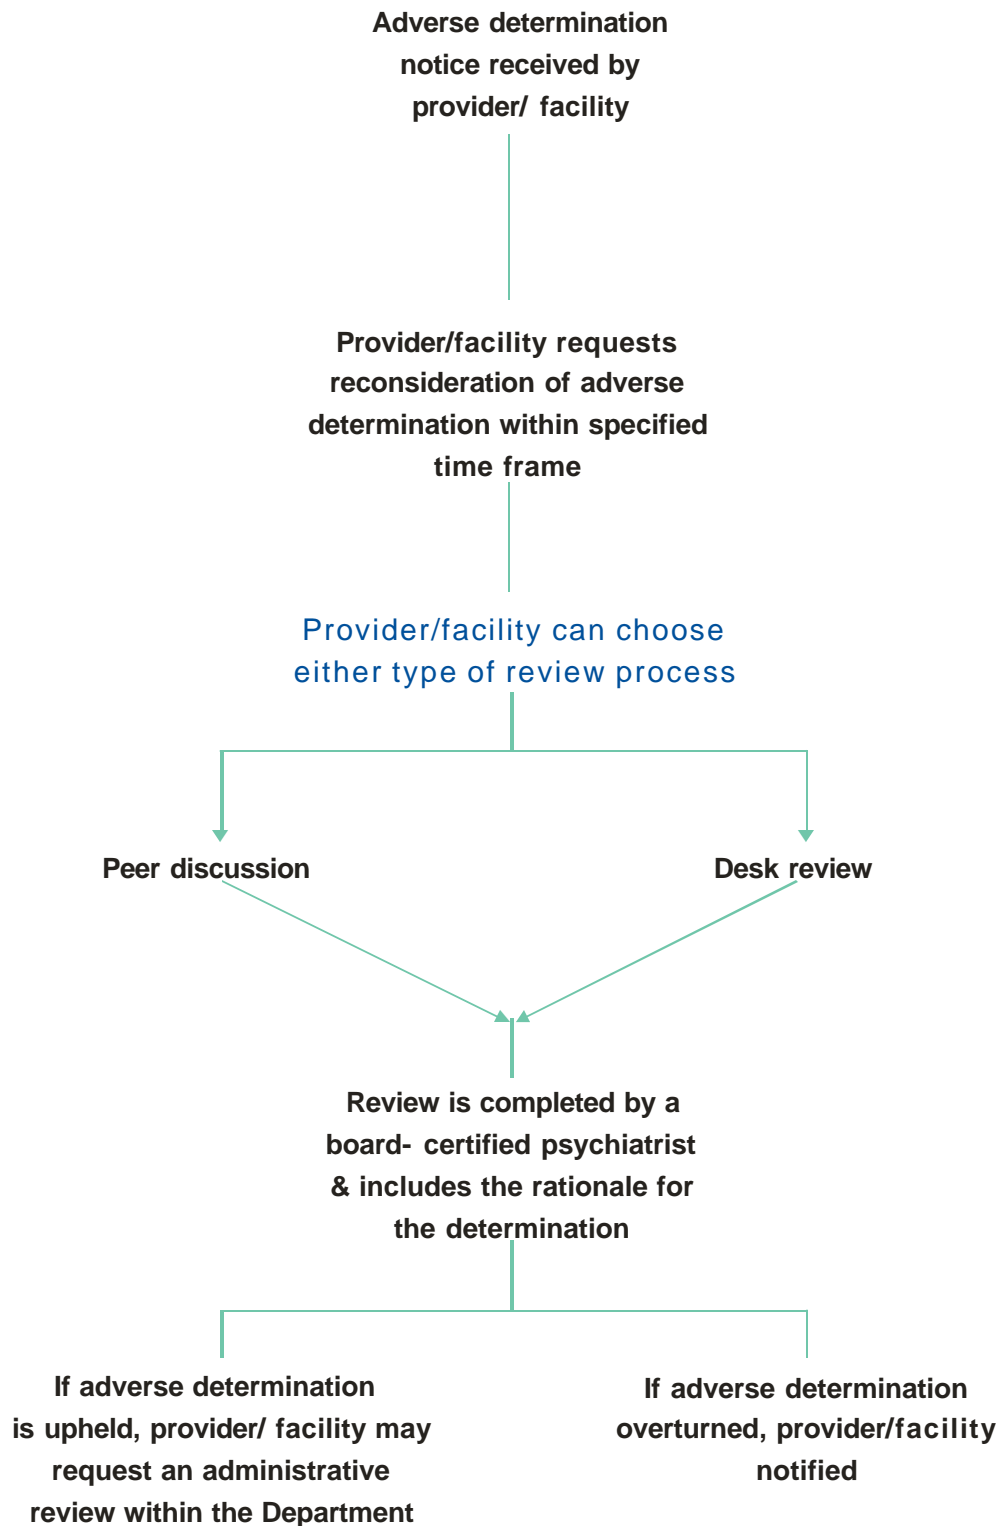 Adverse determination
notice received by
provider/ facility
Provider/facility requests
reconsideration of adverse
determination within specified
time frame
Provider/facility can choose
either type of review process
Peer discussion
Desk review
Review is completed by a
board- certified psychiatrist
& includes the rationale for
the determination
If adverse determination
is upheld, provider/ facility may
request an administrative
review within the Department
If adverse determination
overturned, provider/facility
notified